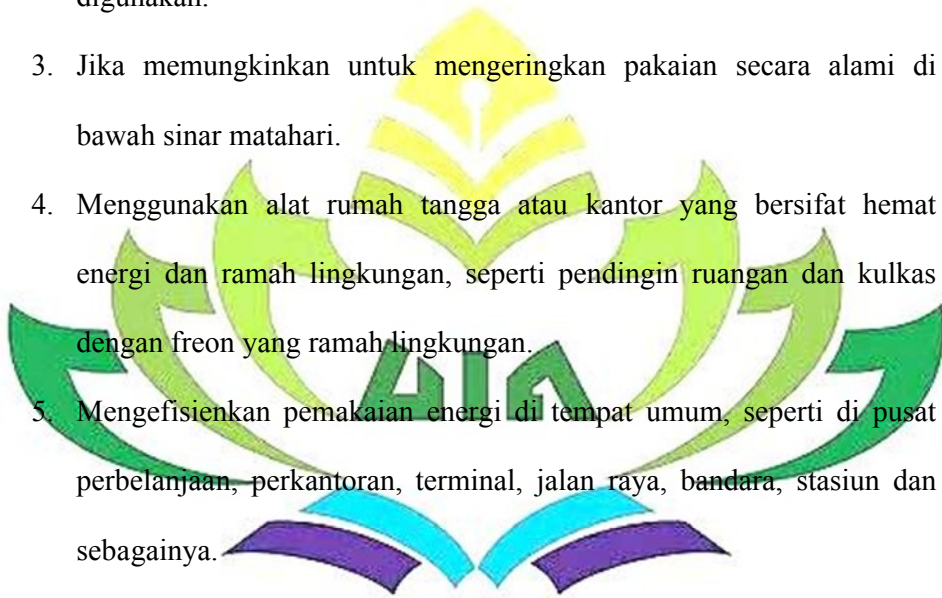 digunakan.
3. Jika memungkinkan untuk mengeringkan pakaian secara alami di
bawah sinar matahari.
4. Menggunakan alat rumah tangga atau kantor yang bersifat hemat
energi dan ramah lingkungan, seperti pendingin ruangan dan kulkas
dengan freon yang ramah lingkungan.
5. Mengefisienkan pemakaian energi di tempat umum, seperti di pusat
perbelanjaan, perkantoran, terminal, jalan raya, bandara, stasiun dan
sebagainya.